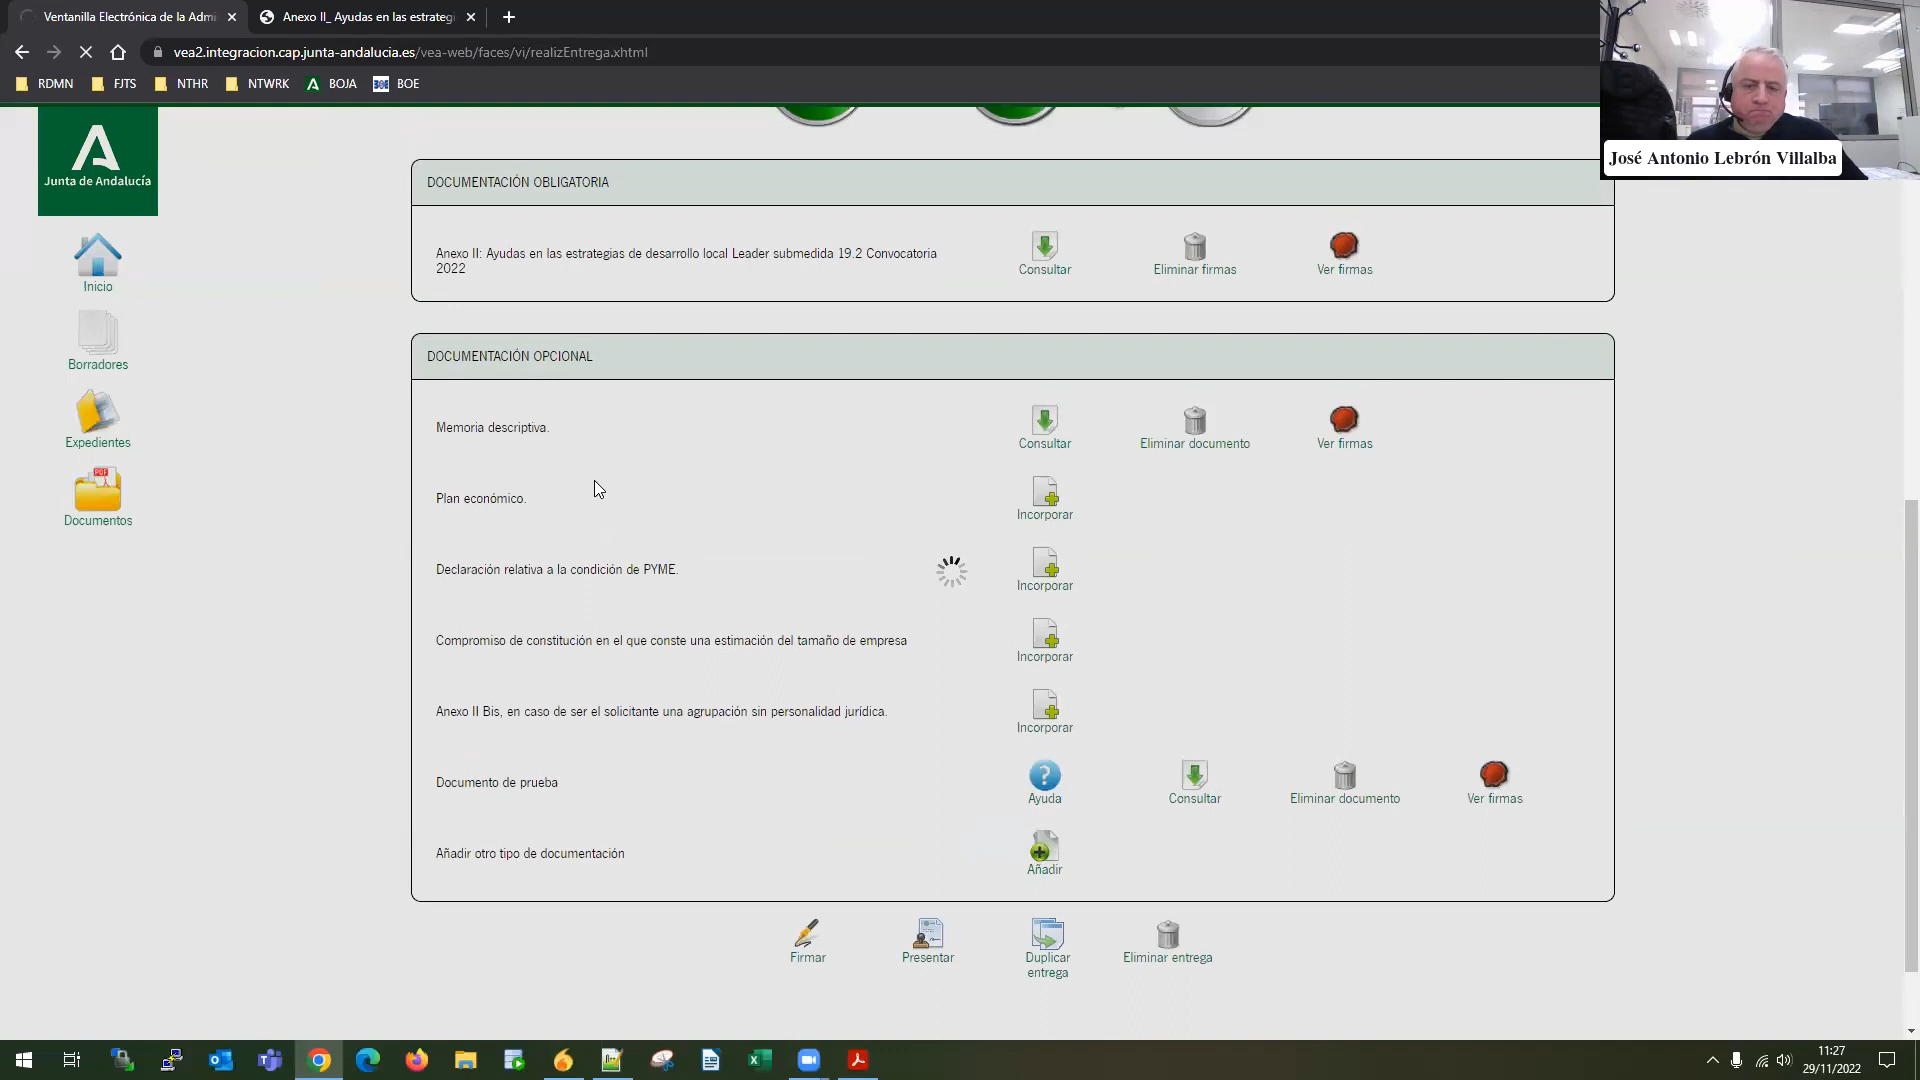 Ventanilla Electrónica de la Admi
Anexo II_ Ayudas en las estrategi
vea2.integracion.cap.junta-andalucia.es/vea-web/faces/vi/realizEntrega.xhtml
RDMN
FJTS
NTHR
NTWRK
BOJA
BOE
José Antonio Lebrón Villalba
Junta de Andalucía
Inicio
Borradores
Expedientes
PDF
Documentos
DOCUMENTACIÓN OBLIGATORIA
Anexo II: Ayudas en las estrategias de desarrollo local Leader submedida 19.2 Convocatoria
2022
Consultar
Eliminar firmas
Ver firmas
DOCUMENTACIÓN OPCIONAL
Memoria descriptiva.
Consultar
Eliminar documento
Ver firmas
Plan económico.
Incorporar
Declaración relativa a la condición de PYME.
Incorporar
Compromiso de constitución en el que conste una estimación del tamaño de empresa
Incorporar
Anexo II Bis, en caso de ser el solicitante una agrupación sin personalidad jurídica.
Incorporar
Documento de prueba
Ayuda
Consultar
Eliminar documento
Ver firmas
Añadir otro tipo de documentación
Añadir
Firmar
Presentar
Duplicar
entrega
Eliminar entrega
11:27
29/11/2022